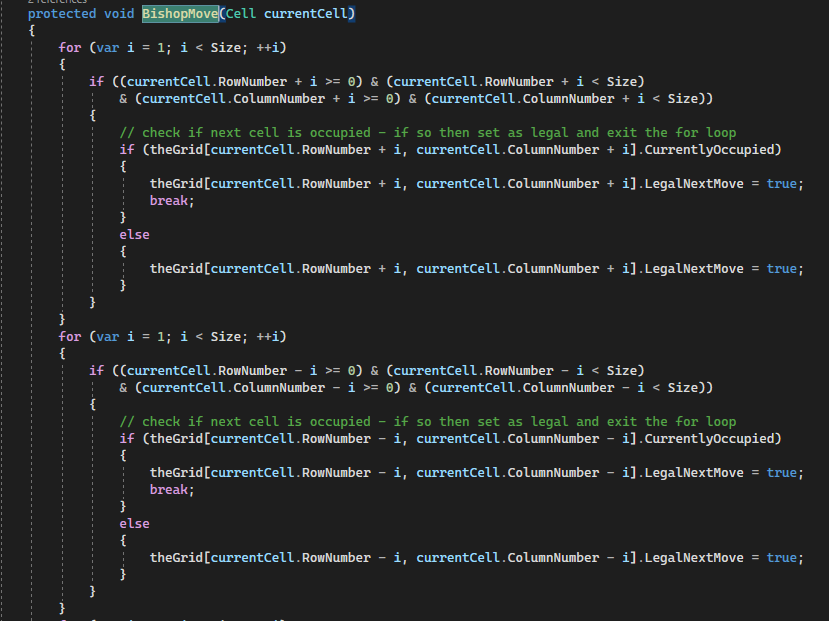 2 references
protected void BishopMove(Cell currentCell)
{
for (var i = 1; i < Size; ++i)
{
if ((currentCell.RowNumber + i >= 0) & (currentCell.RowNumber + i < Size)
& (currentCell.ColumnNumber + i >= 0) & (currentCell.ColumnNumber + i < Size))
{
// check if next cell is occupied - if so then set as legal and exit the for loop
if (theGrid[currentCell.RowNumber + i, currentCell.ColumnNumber + i].CurrentlyOccupied)
{
theGrid[currentCell.RowNumber + i, currentCell.ColumnNumber + i].LegalNextMove = true;
break;
}
else
{
theGrid[currentCell.RowNumber + i, currentCell.ColumnNumber + i].LegalNextMove = true;
}
}
}
for (var i = 1; i < Size; ++i)
{
if ((currentCell.RowNumber - i >= 0) & (currentCell.RowNumber - i < Size)
& (currentCell.ColumnNumber - i >= 0) & (currentCell.ColumnNumber - i < Size))
{
// check if next cell is occupied - if so then set as legal and exit the for loop
if (theGrid[currentCell.RowNumber - i, currentCell.ColumnNumber - i].CurrentlyOccupied)
{
theGrid[currentCell.RowNumber - i, currentCell.ColumnNumber - i].LegalNextMove = true;
break;
}
else
{
theGrid[currentCell.RowNumber - i, currentCell.ColumnNumber - i].LegalNextMove = true;
}
}
}